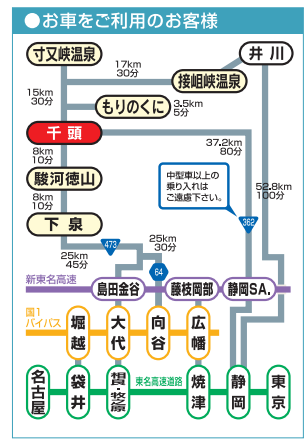 ●お車をご利用のお客様
寸又峡温泉
17km
30分
井川
接岨峡温泉
15km
30分
もりのくに
3.5km
5分
千頭
37.2km
80分
8km
10分
中型車以上の
乗り入れは
ご遠慮下さい。
52.8km
100分
駿河徳山
8km
10分
362
下泉
473
25km
30分
25km
45分
64
新東名高速
島田金谷
藤枝岡部
静岡SA.
国1
バイパス
堀越
大代
向谷
広幡
名古屋
袋井
相良・牧之原
東名高速道路
焼津
静岡
東京